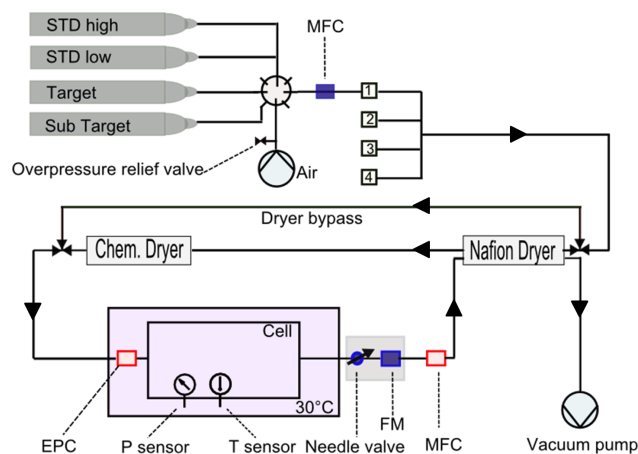 STD high
MFC
STD low
Target
1
Sub Target
2
3
Overpressure relief valve
Air
4
Dryer bypass
Chem. Dryer
Nafion Dryer
Cell
30°C
FM
EPC
P sensor
T sensor
Needle valve
MFC
Vacuum pump